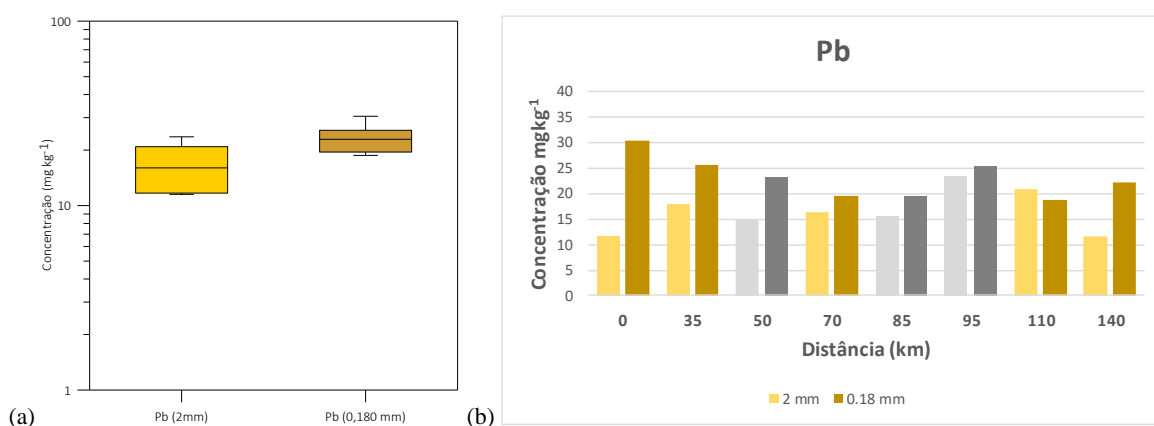 100
10
1
Concentração (mg kg-1)
Pb (2mm) Pb (0,180 mm)
(a)
(b)
Pb
Concentração mgkg-1
40
35
30
25
20
15
10
5
0
0 35 50 70 85 95 110 140
Distância (km)
2 mm 0.18 mm